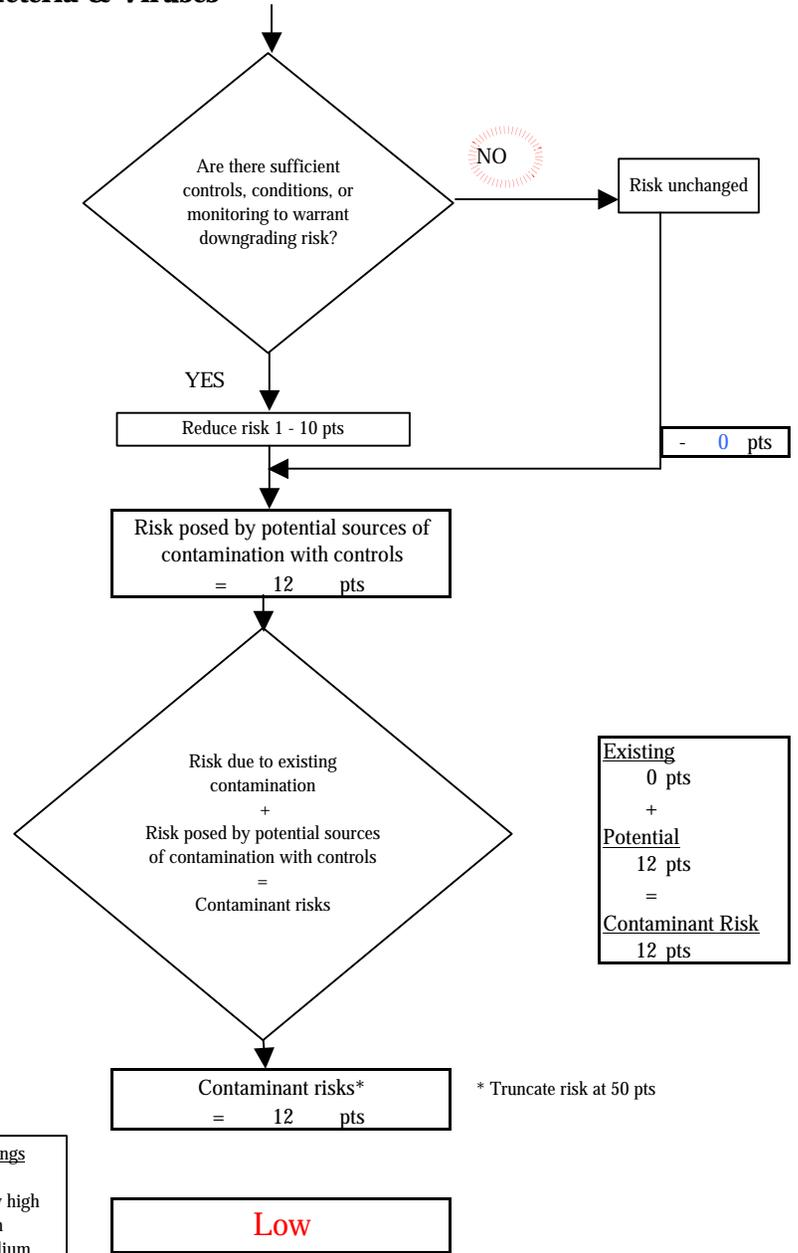 & Viruses
Are there sufficient
controls, conditions, or
monitoring to warrant
downgrading risk?
NO
Risk unchanged
YES
Reduce risk 1 - 10 pts
- 0 pts
Risk posed by potential sources of
contamination with controls
= 12 pts
Risk due to existing
contamination
+
Risk posed by potential sources
of contamination with controls
=
Contaminant risks
Existing
0 pts
+
Potential
12 pts
=
Contaminant Risk
12 pts
Contaminant risks*
= 12 pts
* Truncate risk at 50 pts
high
Low